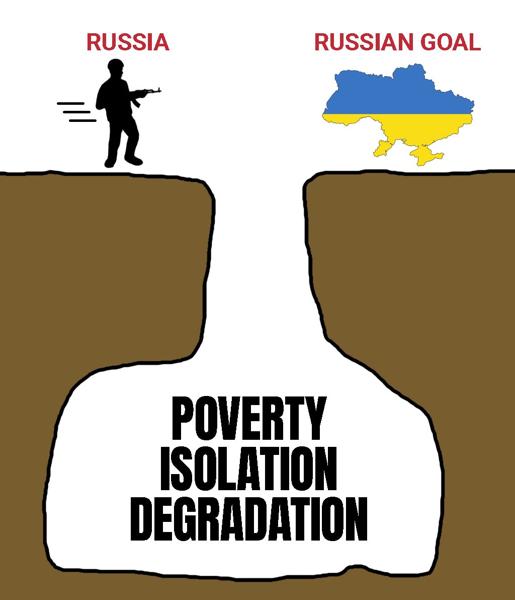 RUSSIA
RUSSIAN GOAL
POVERTY
ISOLATION
DEGRADATION